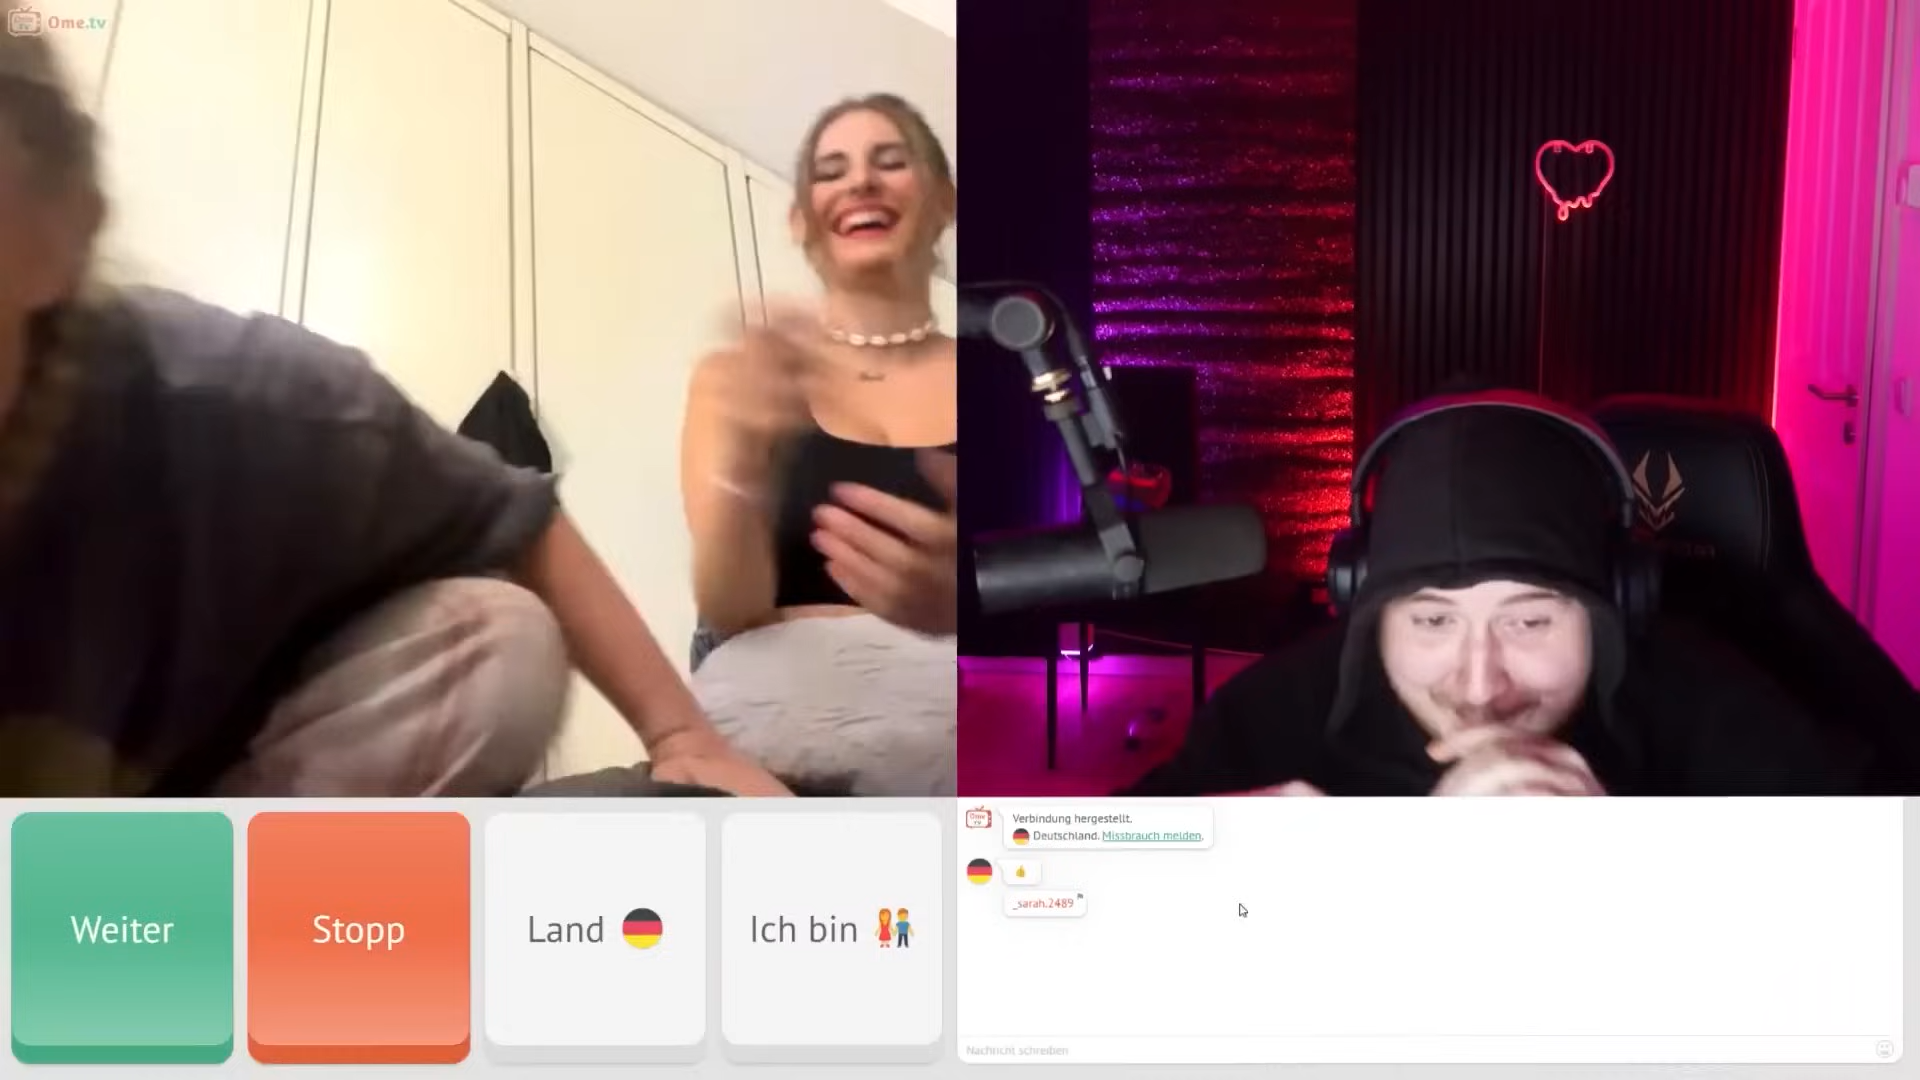 Ome.tv
Verbindung hergestellt.
Deutschland. Missbrauch melden.
_sarah.2489
Weiter
Stopp
Land
Ich bin
Nachricht schreiben